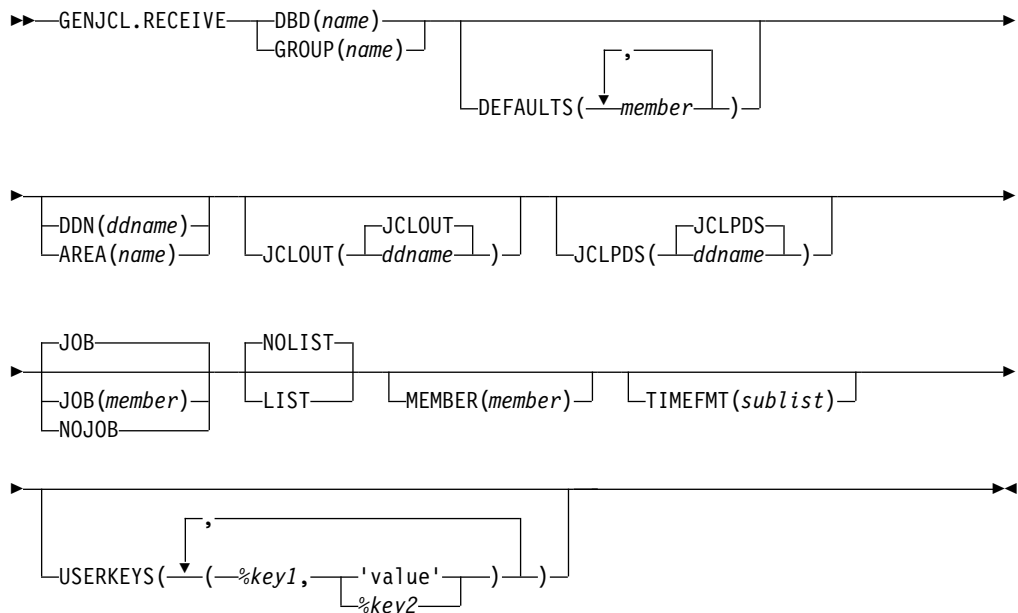 GENJCL.RECEIVE DBD(name)
GROUP(name)
,
DEFAULTS( member )
DDN(ddname)
AREA(name)
JCLOUT
JCLOUT( ddname )
JCLPDS
JCLPDS( ddname )
JOB
JOB(member)
NOJOB
NOLIST
LIST
MEMBER(member)
TIMEFMT(sublist)
,
USERKEYS( ( %key1, 'value' ) )
%key2